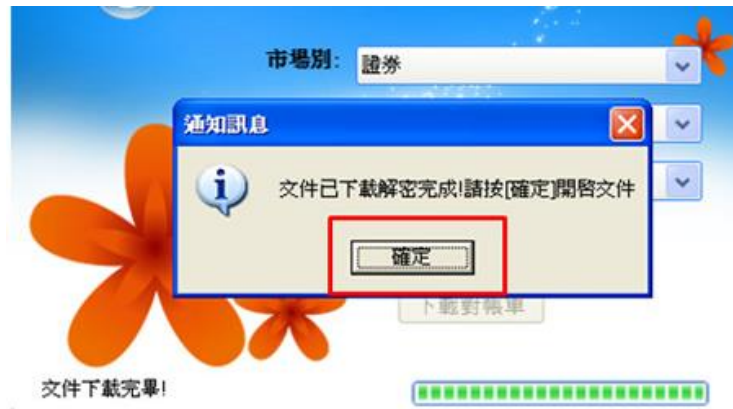 市場別:
證券
通知訊息
文件已下載解密完成!請按[確定]開啓文件
確定
下載對帳單
文件下載完畢!